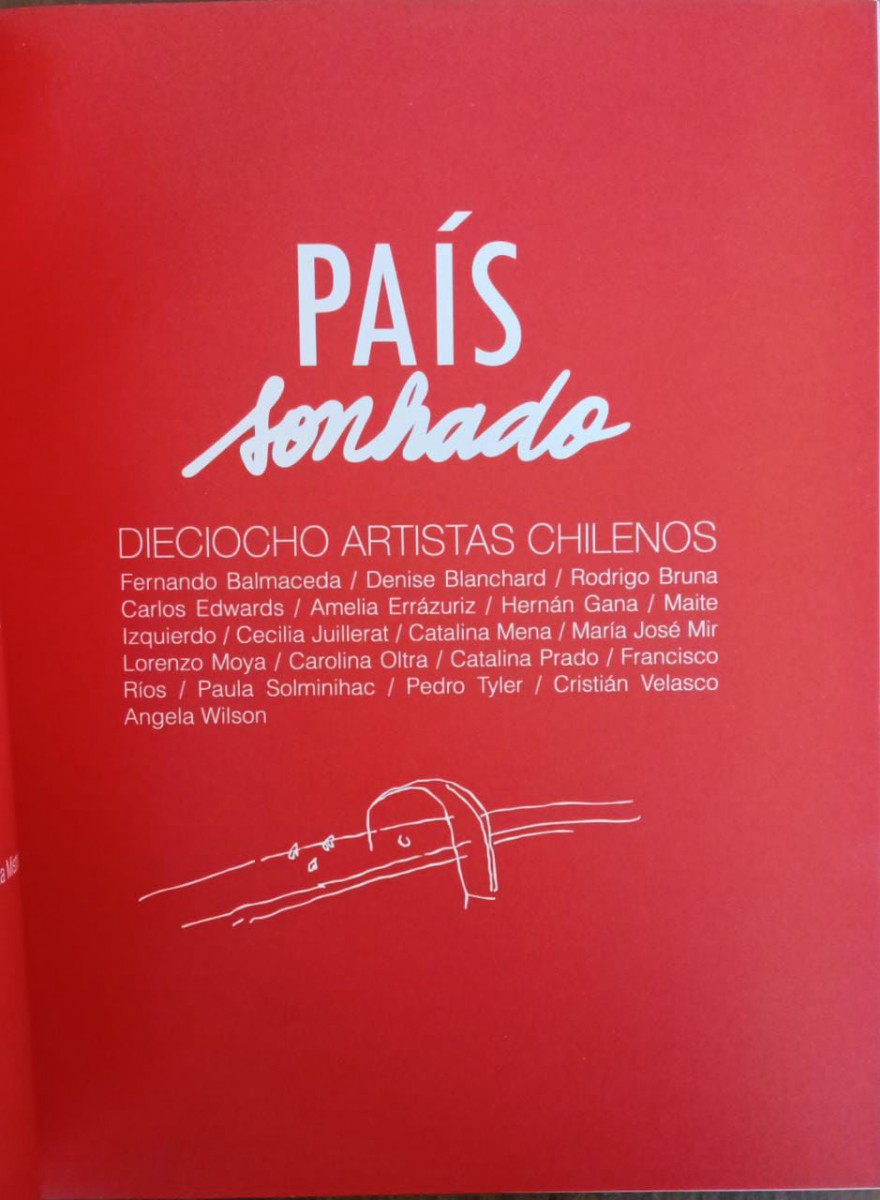 PAÍS
sonhado
DIECIOCHO ARTISTAS CHILENOS
Fernando Balmaceda / Denise Blanchard / Rodrigo Bruna
Carlos Edwards / Amelia Errázuriz / Hernán Gana / Maite
Izquierdo / Cecilia Juillerat / Catalina Mena / María José Mir
Lorenzo Moya / Carolina Oltra / Catalina Prado / Francisco
Ríos / Paula Solminihac / Pedro Tyler / Cristián Velasco
Angela Wilson